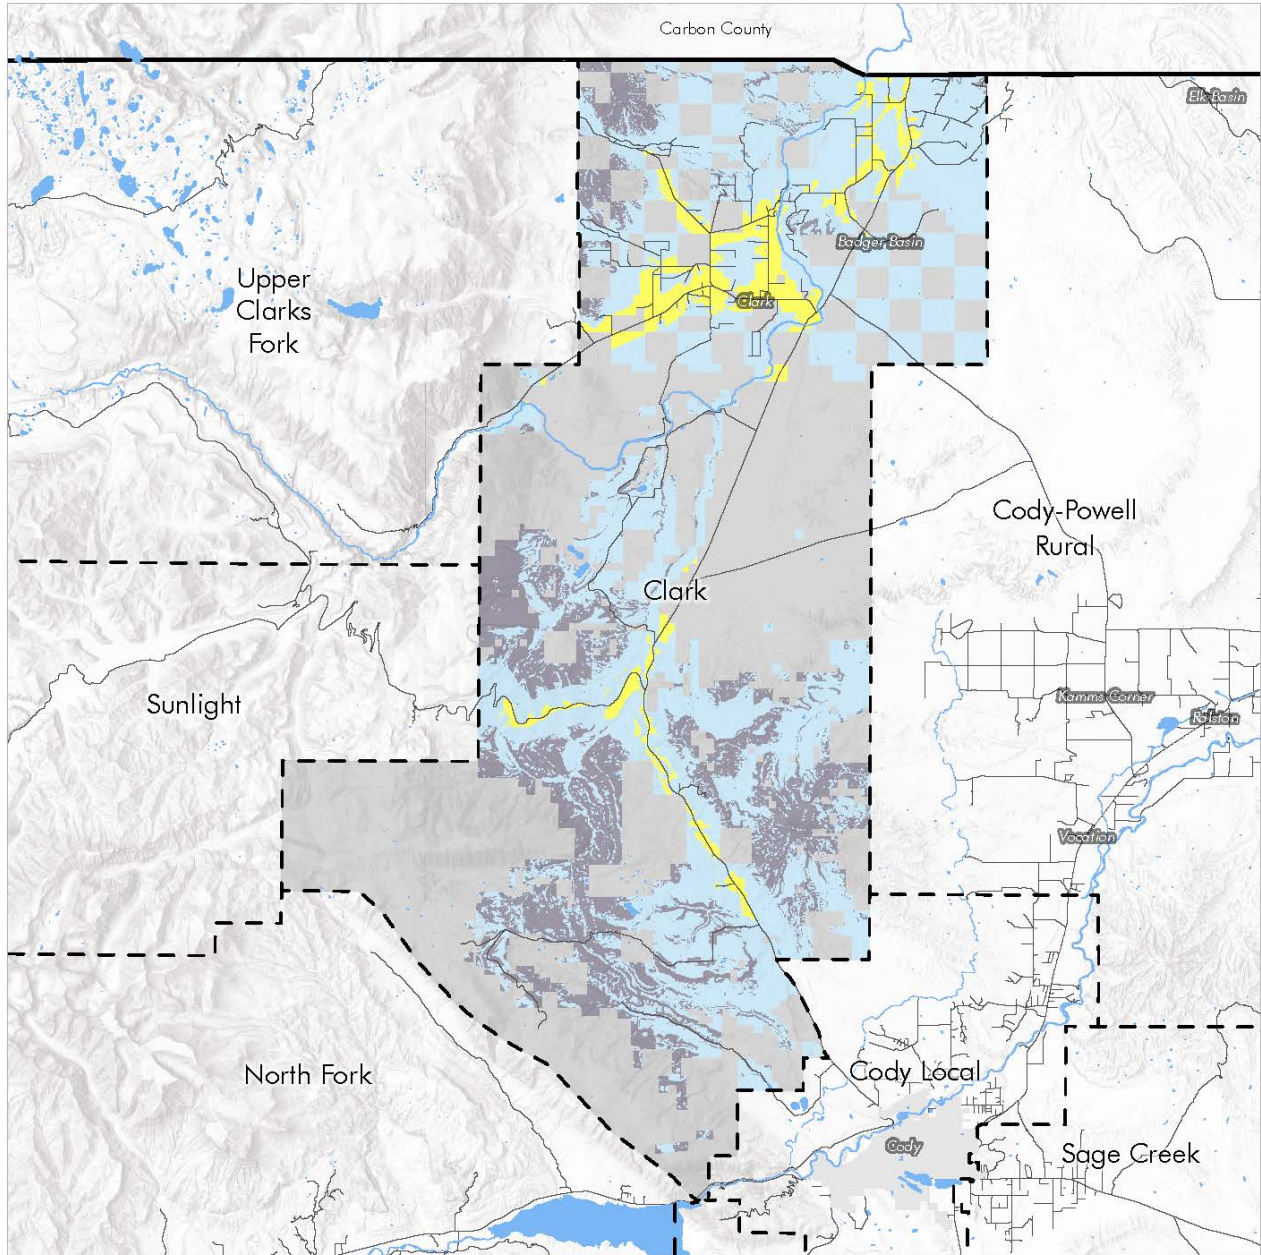 Carbon County
Elk Basin
Badger Basin
Upper
Clarks
Fork
Clark
Cody-Powell
Rural
Clark
Sunlight
Kamms Corner
Ralston
Vocation
North Fork
Cody Local
Cody
Sage Creek